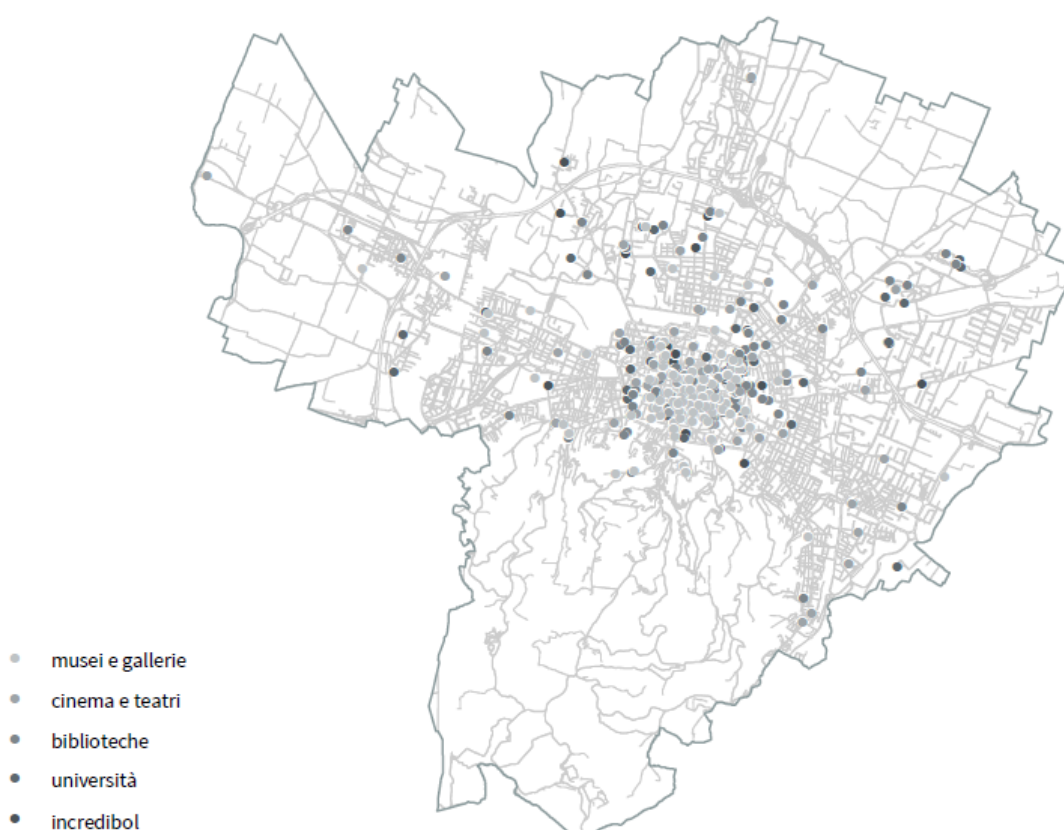 musei e gallerie
cinema e teatri
biblioteche
università
incredibol